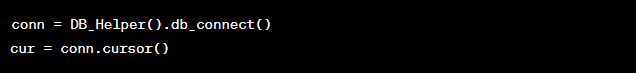 conn = DB_Helper().db_connect()
cur = conn.cursor()